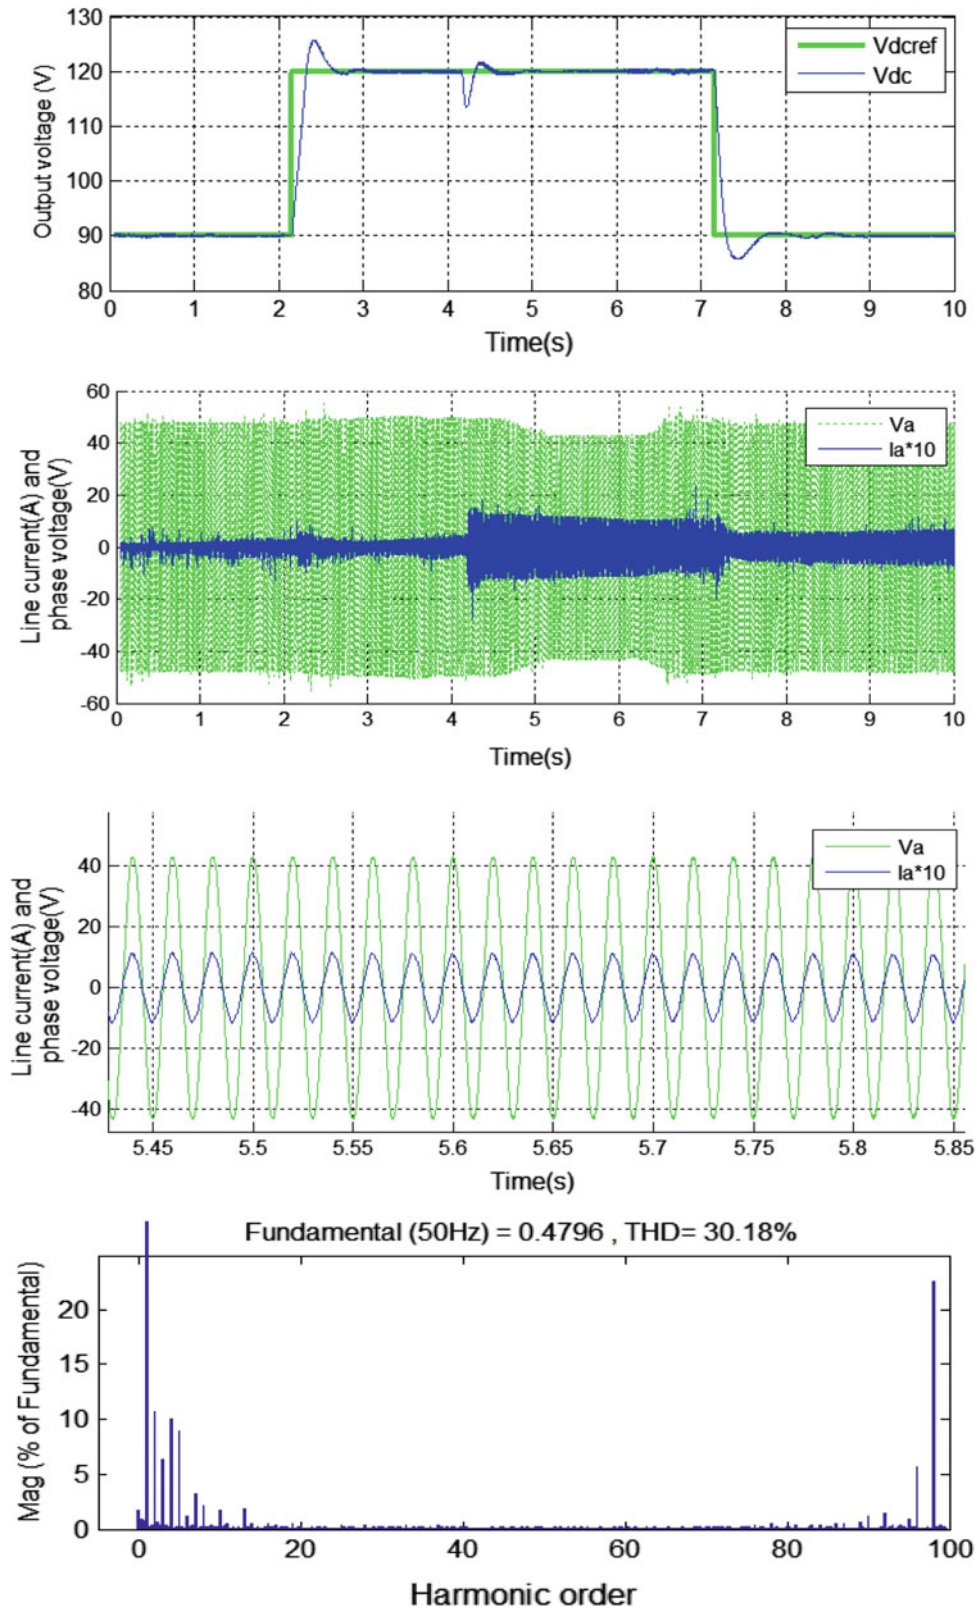 130
120
110
100
90
80
Output voltage (V)
Vdcref
Vdc
0 1 2 3 4 5 6 7 8 9 10
Time(s)
60
40
20
0
-20
-40
-60
Line current(A) and
phase voltage(V)
Va
Ia*10
0 1 2 3 4 5 6 7 8 9 10
Time(s)
40
20
0
-20
-40
Line current(A) and
phase voltage(V)
Va
Ia*10
5.45 5.5 5.55 5.6 5.65 5.7 5.75 5.8 5.85
Time(s)
Fundamental (50Hz) = 0.4796 , THD= 30.18%
20
15
10
5
0
Mag (% of Fundamental)
0 20 40 60 80 100
Harmonic order